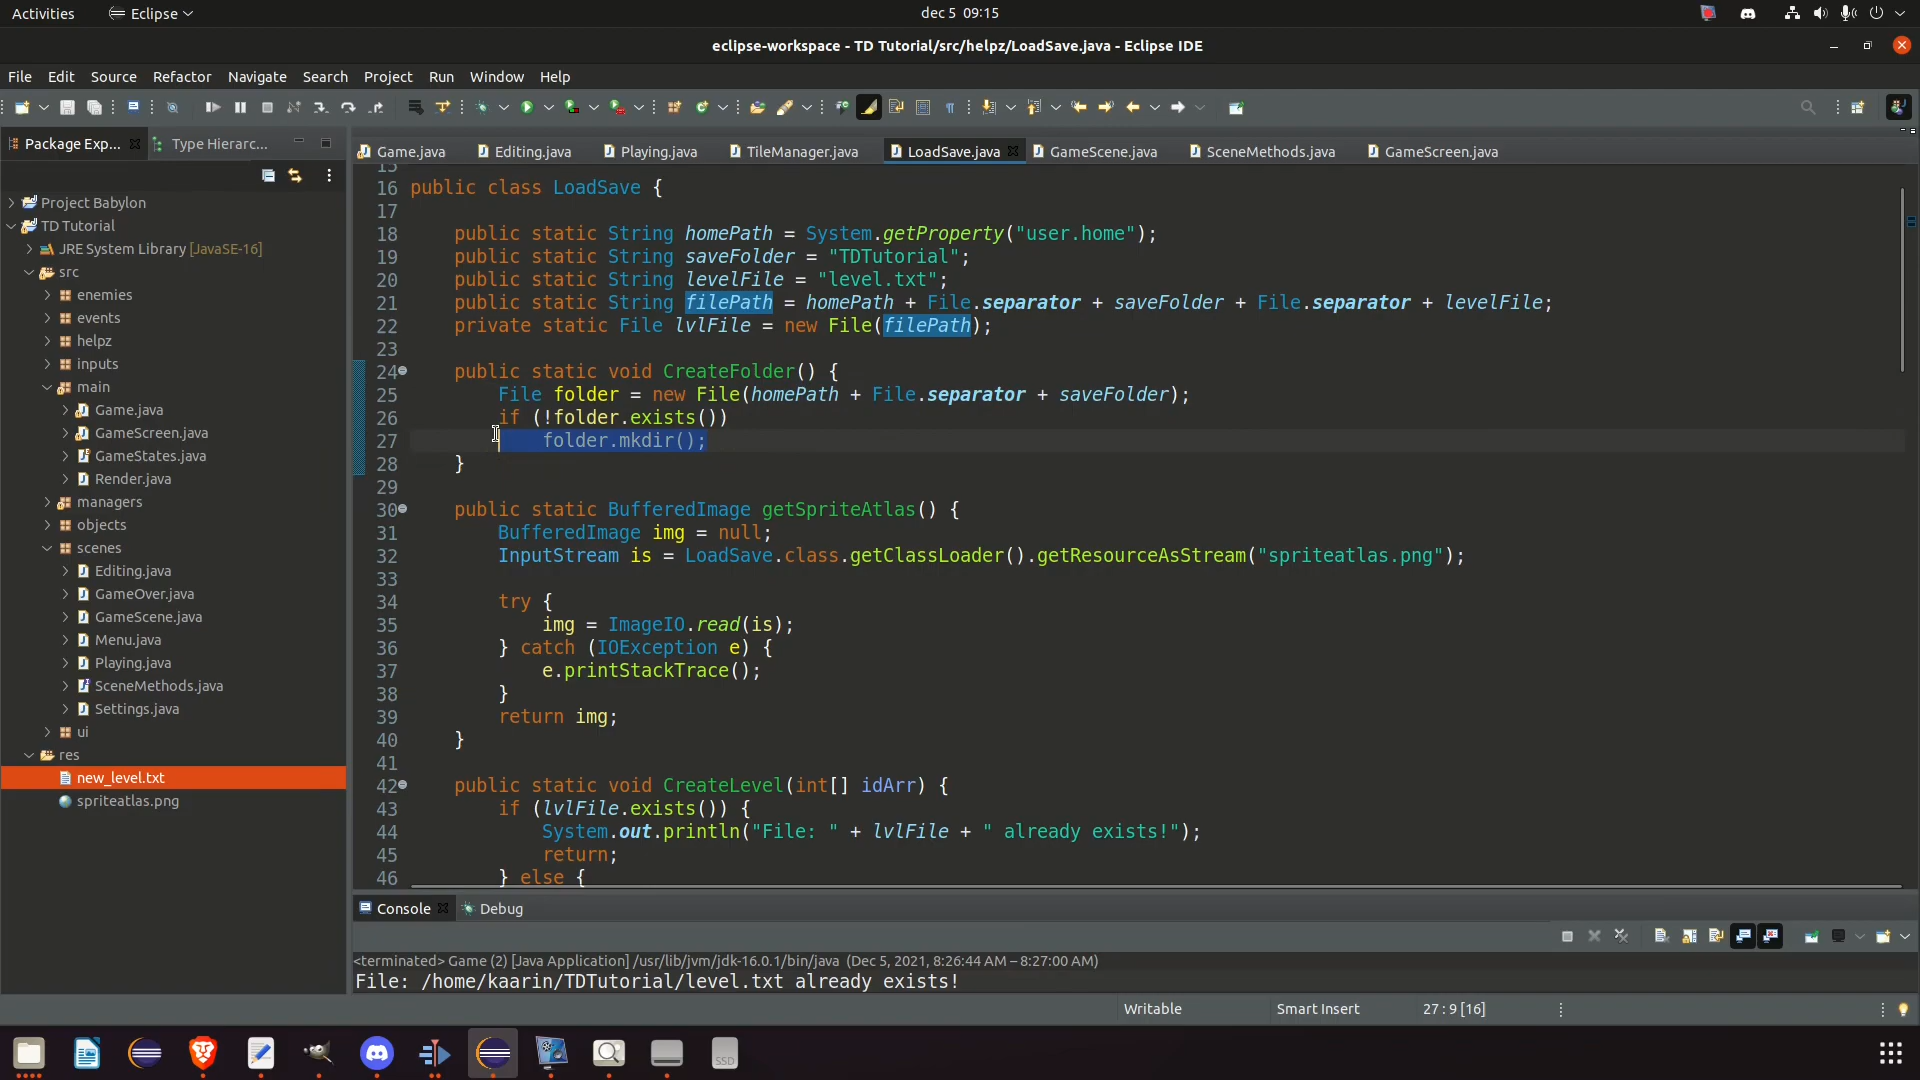 Activities Eclipse dec 5 09:15
eclipse-workspace - TD Tutorial/src/helpz/LoadSave.java - Eclipse IDE
File Edit Source Refactor Navigate Search Project Run Window Help
Package Exp... Type Hierarc...
Game.java Editing.java Playing.java TileManager.java LoadSave.java GameScene.java SceneMethods.java GameScreen.java
Project Babylon
TD Tutorial
JRE System Library [JavaSE-16]
src
enemies
events
helpz
inputs
main
Game.java
GameScreen.java
GameStates.java
Render.java
managers
objects
scenes
Editing.java
GameOver.java
GameScene.java
Menu.java
Playing.java
SceneMethods.java
Settings.java
ui
res
new_level.txt
spriteatlas.png
15
16 public class LoadSave {
17
18 public static String homePath = System.getProperty("user.home");
19 public static String saveFolder = "TDTutorial";
20 public static String levelFile = "level.txt";
21 public static String filePath = homePath + File.separator + saveFolder + File.separator + levelFile;
22 private static File lvlFile = new File(filePath);
23
24 public static void CreateFolder() {
25 File folder = new File(homePath + File.separator + saveFolder);
26 if (!folder.exists())
27 folder.mkdir();
28 }
29
30 public static BufferedImage getSpriteAtlas() {
31 BufferedImage img = null;
32 InputStream is = LoadSave.class.getClassLoader().getResourceAsStream("spriteatlas.png");
33
34 try {
35 img = ImageIO.read(is);
36 } catch (IOException e) {
37 e.printStackTrace();
38 }
39 return img;
40 }
41
42 public static void CreateLevel(int[] idArr) {
43 if (lvlFile.exists()) {
44 System.out.println("File: " + lvlFile + " already exists!");
45 return;
46 } else {
Console Debug
<terminated> Game (2) [Java Application] /usr/lib/jvm/jdk-16.0.1/bin/java (Dec 5, 2021, 8:26:44 AM – 8:27:00 AM)
File: /home/kaarin/TDTutorial/level.txt already exists!
Writable Smart Insert 27 : 9 [16]
SSD